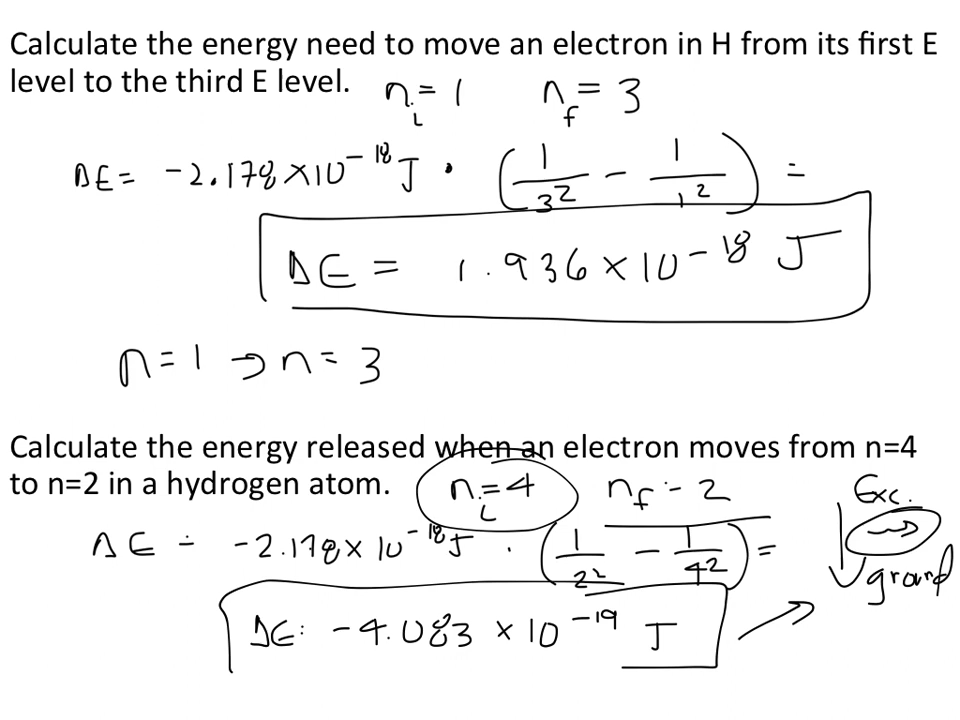 Calculate the energy need to move an electron in H from its first E
level to the third E level. nᵢ = 1 n_f = 3
ΔE = -2.178 × 10⁻¹⁸ J · (1/3² - 1/1²) =
ΔE = 1.936 × 10⁻¹⁸ J
n = 1 → n = 3
Calculate the energy released when an electron moves from n=4
to n=2 in a hydrogen atom. nᵢ = 4 n_f = 2 Exc.
ΔE = -2.178 × 10⁻¹⁸ J · (1/2² - 1/4²) =
ground
ΔE: -4.083 × 10⁻¹⁹ J